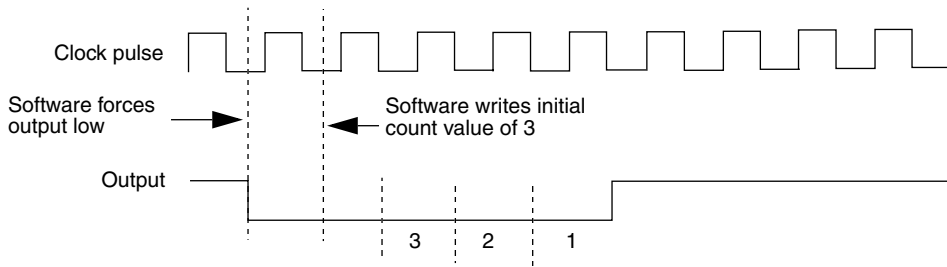 Clock pulse
Software forces
output low
Software writes initial
count value of 3
Output
3 2 1